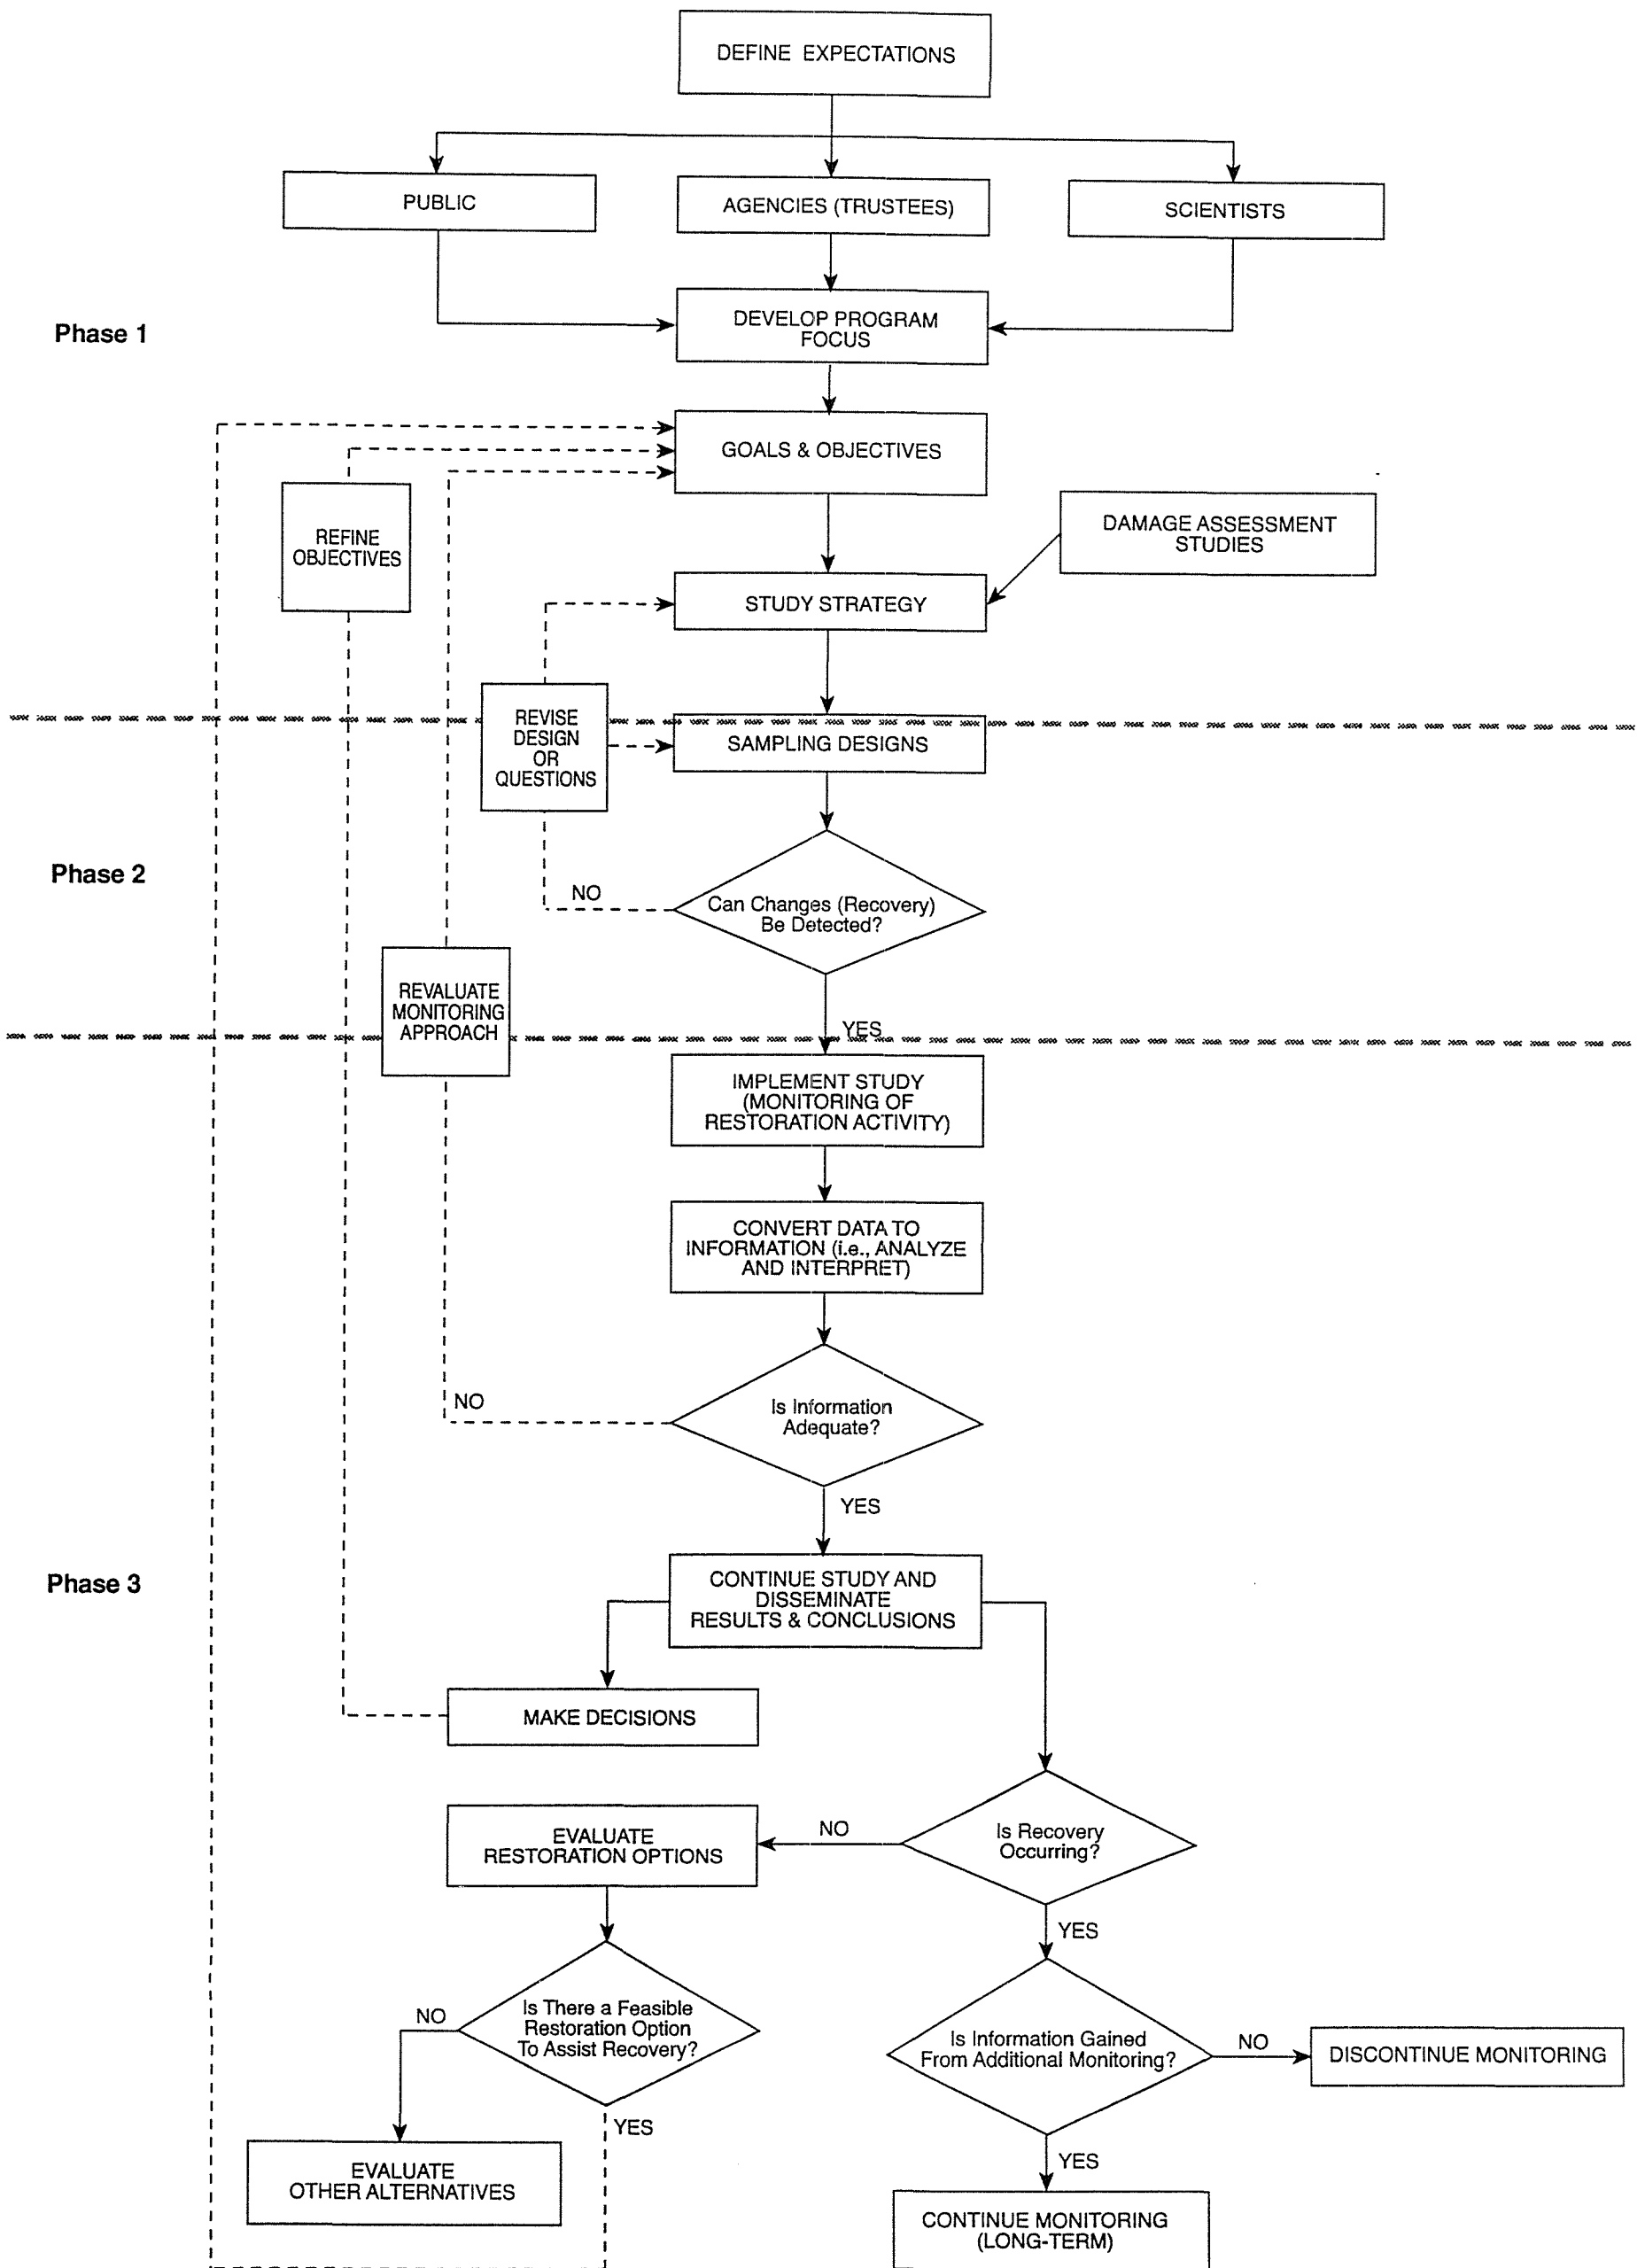 DEFINE EXPECTATIONS
PUBLIC
AGENCIES (TRUSTEES)
SCIENTISTS
Phase 1
DEVELOP PROGRAM
FOCUS
GOALS & OBJECTIVES
REFINE
OBJECTIVES
DAMAGE ASSESSMENT
STUDIES
STUDY STRATEGY
REVISE
DESIGN
OR
QUESTIONS
SAMPLING DESIGNS
Phase 2
NO
Can Changes (Recovery)
Be Detected?
REVALUATE
MONITORING
APPROACH
YES
IMPLEMENT STUDY
(MONITORING OF
RESTORATION ACTIVITY)
CONVERT DATA TO
INFORMATION (i.e., ANALYZE
AND INTERPRET)
NO
Is Information
Adequate?
YES
Phase 3
CONTINUE STUDY AND
DISSEMINATE
RESULTS & CONCLUSIONS
MAKE DECISIONS
EVALUATE
RESTORATION OPTIONS
NO
Is Recovery
Occurring?
YES
NO
Is There a Feasible
Restoration Option
To Assist Recovery?
Is Information Gained
From Additional Monitoring?
NO
DISCONTINUE MONITORING
YES
EVALUATE
OTHER ALTERNATIVES
YES
CONTINUE MONITORING
(LONG-TERM)